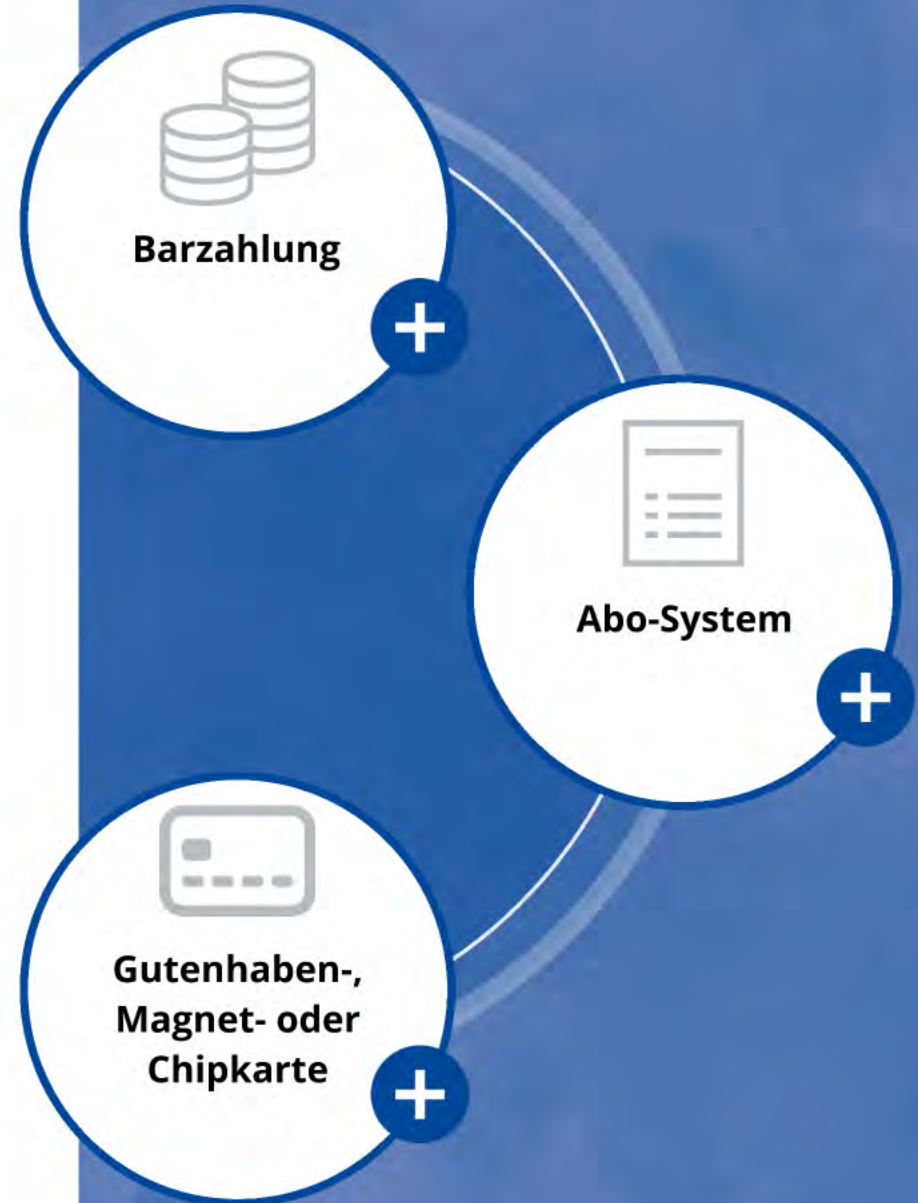 Barzahlung
Abo-System
Gutenhaben-,
Magnet- oder
Chipkarte